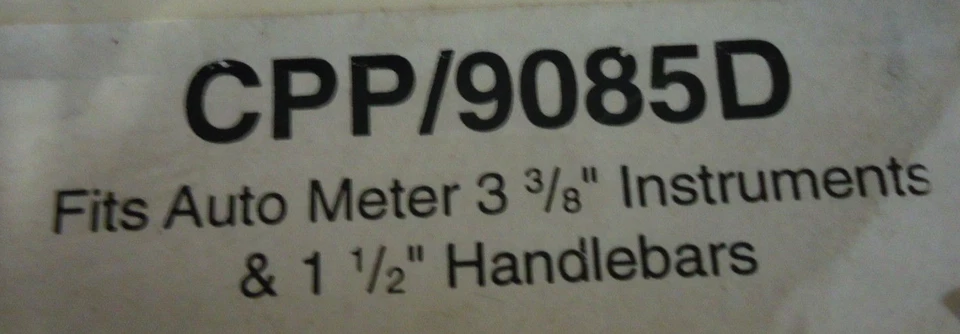 CPP/9085D
Fits Auto Meter 3 3/8" Instruments
& 1 1/2" Handlebars